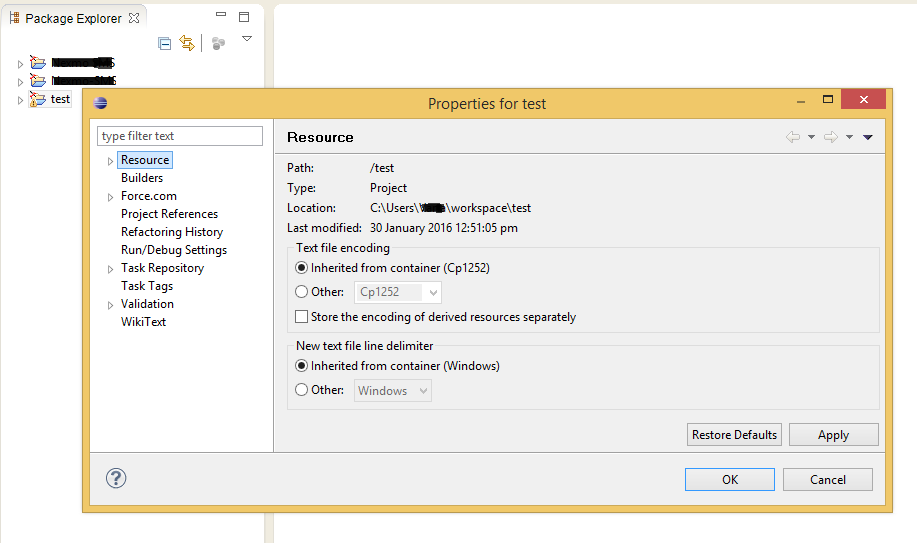 Package Explorer
test
Properties for test
type filter text
Resource
Builders
Force.com
Project References
Refactoring History
Run/Debug Settings
Task Repository
Task Tags
Validation
WikiText
Resource
Path: /test
Type: Project
Location: C:\Users\ \workspace\test
Last modified: 30 January 2016 12:51:05 pm
Text file encoding
Inherited from container (Cp1252)
Other: Cp1252
Store the encoding of derived resources separately
New text file line delimiter
Inherited from container (Windows)
Other: Windows
Restore Defaults Apply
? OK Cancel